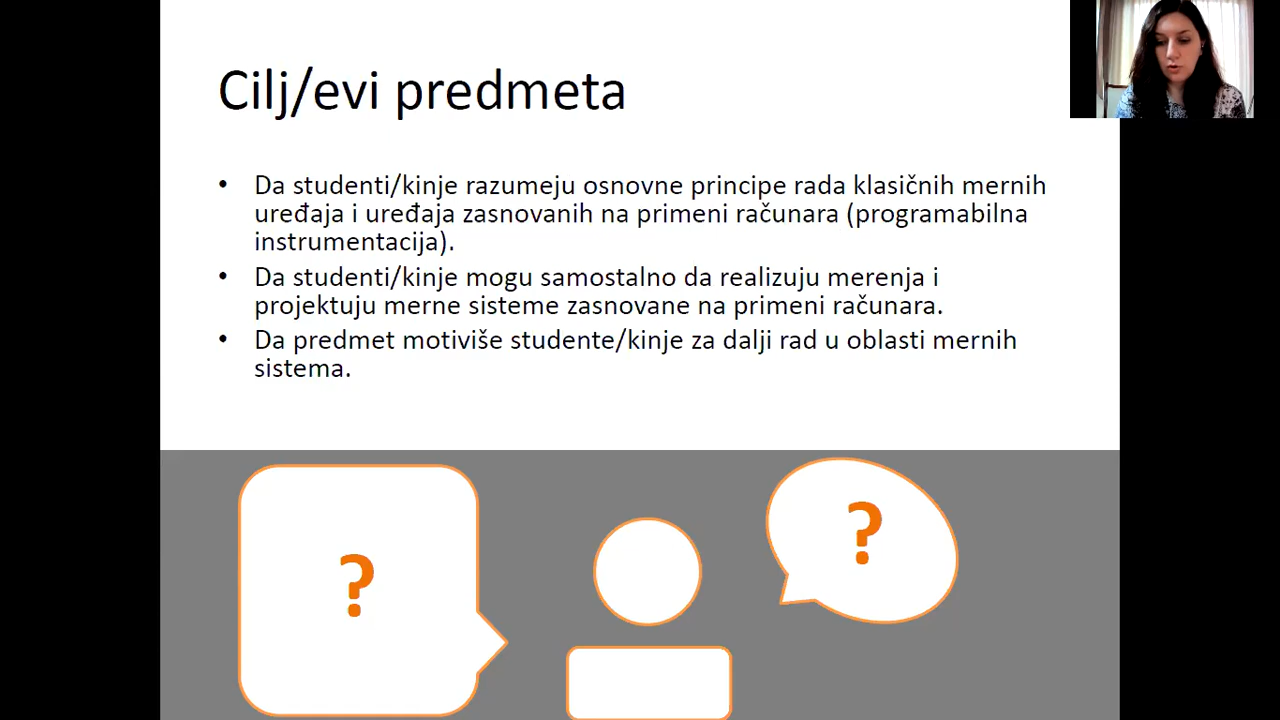 Cilj/evi predmeta
• Da studenti/kinje razumeju osnovne principe rada klasičnih mernih
uređaja i uređaja zasnovanih na primeni računara (programabilna
instrumentacija).
• Da studenti/kinje mogu samostalno da realizuju merenja i
projektuju merne sisteme zasnovane na primeni računara.
• Da predmet motiviše studente/kinje za dalji rad u oblasti mernih
sistema.
?
?